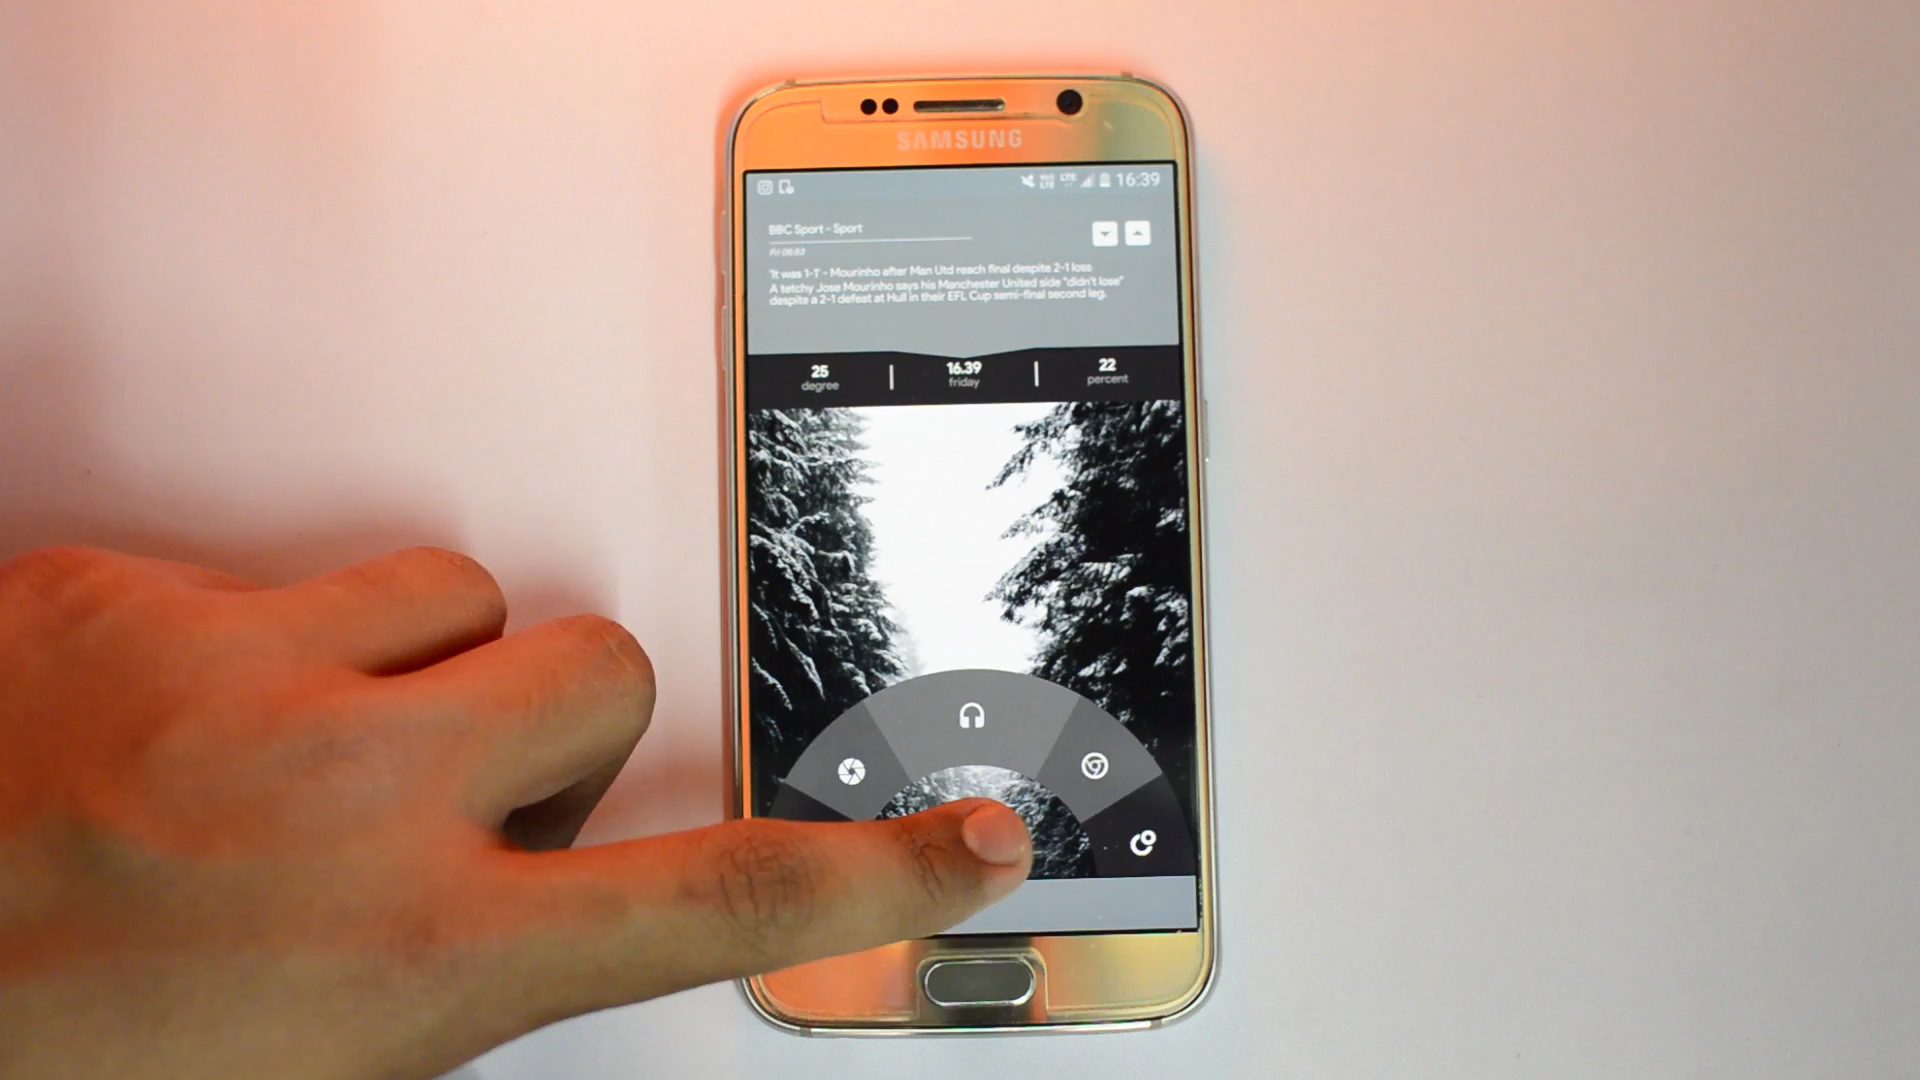 SAMSUNG
16:39
BBC Sport - Sport
'It was 1-1' - Mourinho after Man Utd reach final despite 2-1 loss
A tetchy Jose Mourinho says his Manchester United side "didn't lose"
despite a 2-1 defeat at Hull in their EFL Cup semi-final second leg.
25 16.39 22
degree friday percent